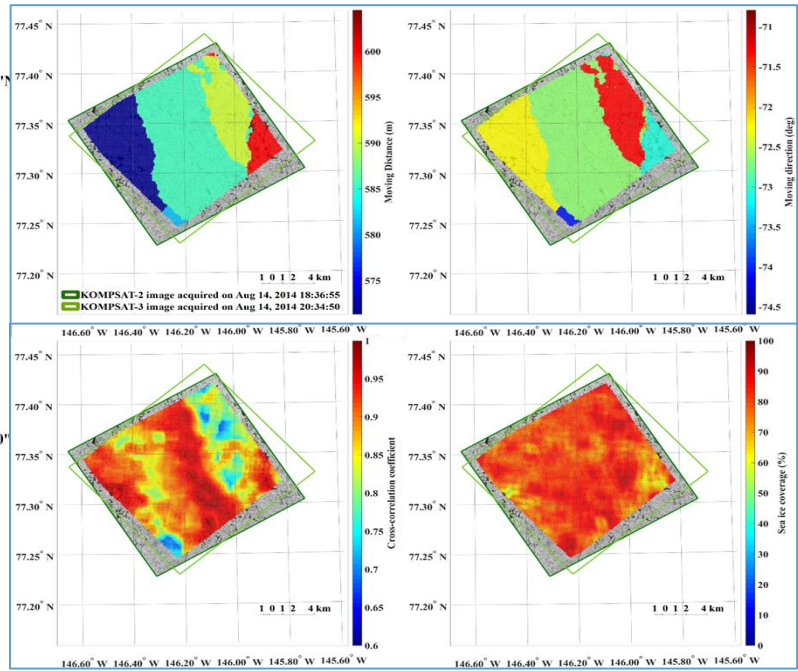 77.45° N
77.40° N
77.35° N
77.30° N
77.25° N
77.20° N
1 0 1 2 4 km
KOMPSAT-2 image acquired on Aug 14, 2014 18:36:55
KOMPSAT-3 image acquired on Aug 14, 2014 20:34:50
600
595
590
585
580
575
Moving Distance (m)
77.45° N
77.40° N
77.35° N
77.30° N
77.25° N
77.20° N
1 0 1 2 4 km
-71
-71.5
-72
-72.5
-73
-73.5
-74
-74.5
Moving direction (deg)
146.60° W 146.40° W 146.20° W 146.00° W 145.80° W 145.60° W
146.60° W 146.40° W 146.20° W 146.00° W 145.80° W 145.60° W
77.45° N
77.40° N
77.35° N
77.30° N
77.25° N
77.20° N
1 0 1 2 4 km
1
0.95
0.9
0.85
0.8
0.75
0.7
0.65
0.6
Cross-corrlation coefficient
146.60° W 146.40° W 146.20° W 146.00° W 145.80° W 145.60° W
77.45° N
77.40° N
77.35° N
77.30° N
77.25° N
77.20° N
1 0 1 2 4 km
100
90
80
70
60
50
40
30
20
10
0
Sea ice coverage (%)
146.60° W 146.40° W 146.20° W 146.00° W 145.80° W 145.60° W